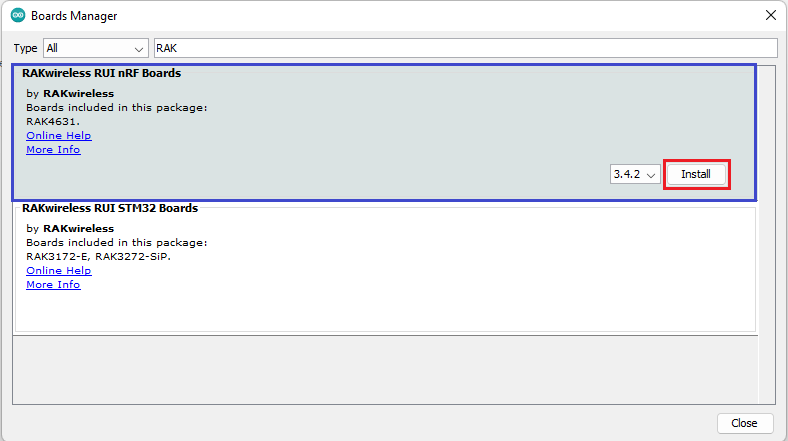 Boards Manager
Type All RAK
RAKwireless RUI nRF Boards
by RAKwireless
Boards included in this package:
RAK4631.
Online Help
More Info
3.4.2 Install
RAKwireless RUI STM32 Boards
by RAKwireless
Boards included in this package:
RAK3172-E, RAK3272-SiP.
Online Help
More Info
Close